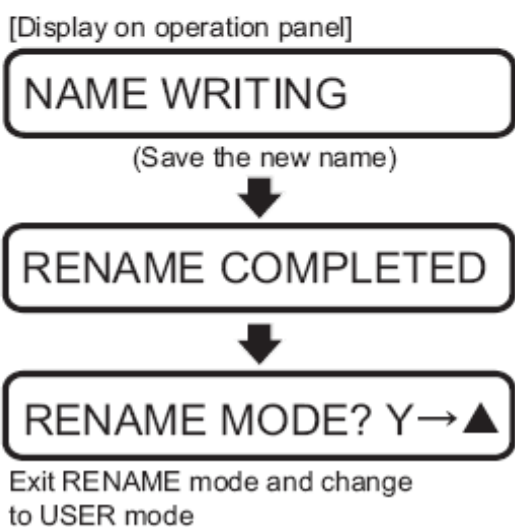 [Display on operation panel]
NAME WRITING
(Save the new name)
RENAME COMPLETED
RENAME MODE? Y→▲
Exit RENAME mode and change
to USER mode